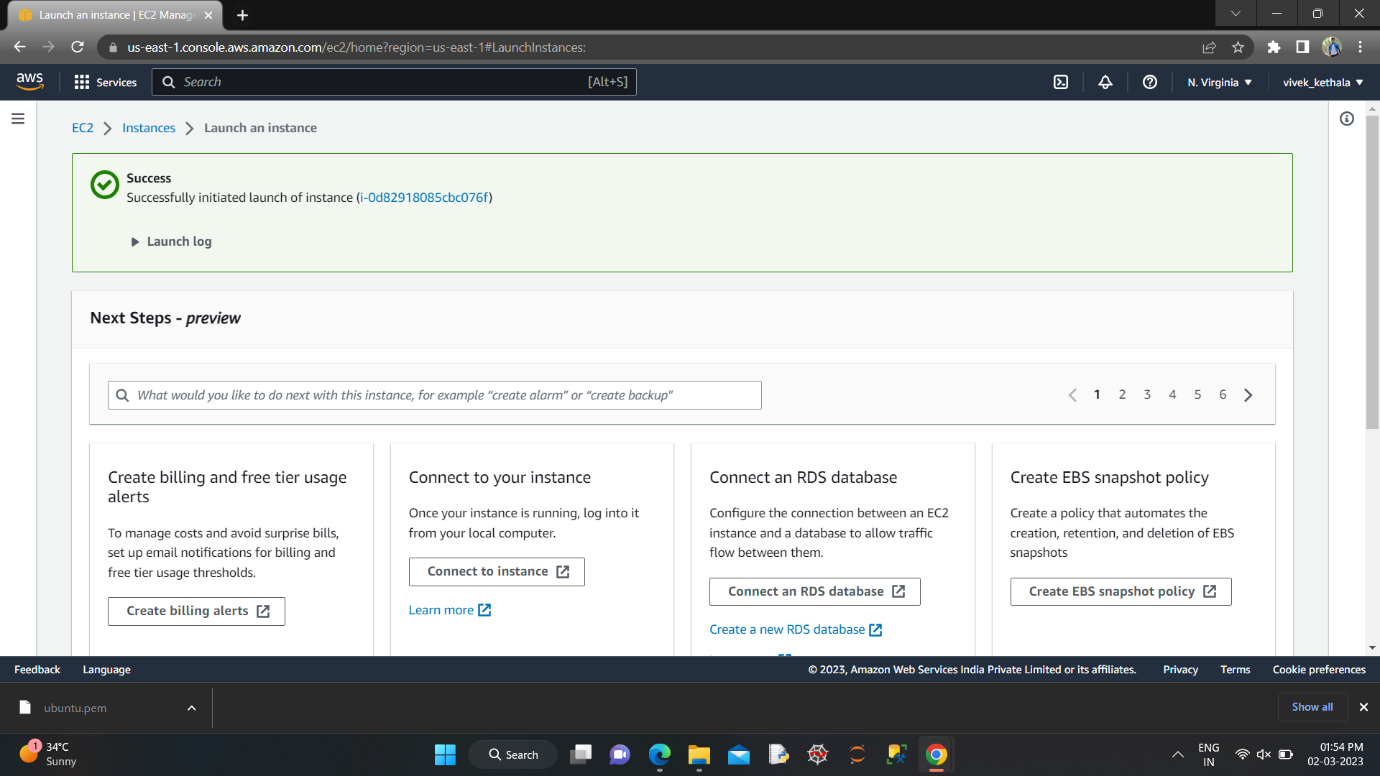 Launch an instance | EC2 Manag
us-east-1.console.aws.amazon.com/ec2/home?region=us-east-1#LaunchInstances:
aws
Services
Search
[Alt+S]
N. Virginia
vivek_kethala
EC2
Instances
Launch an instance
Success
Successfully initiated launch of instance (i-0d82918085cbc076f)
Launch log
Next Steps - preview
What would you like to do next with this instance, for example "create alarm" or "create backup"
1 2 3 4 5 6
Create billing and free tier usage
alerts
To manage costs and avoid surprise bills,
set up email notifications for billing and
free tier usage thresholds.
Create billing alerts
Connect to your instance
Once your instance is running, log into it
from your local computer.
Connect to instance
Learn more
Connect an RDS database
Configure the connection between an EC2
instance and a database to allow traffic
flow between them.
Connect an RDS database
Create a new RDS database
Create EBS snapshot policy
Create a policy that automates the
creation, retention, and deletion of EBS
snapshots
Create EBS snapshot policy
Feedback
Language
© 2023, Amazon Web Services India Private Limited or its affiliates.
Privacy
Terms
Cookie preferences
ubuntu.pem
Show all
1
34°C
Sunny
Search
ENG
IN
01:54 PM
02-03-2023